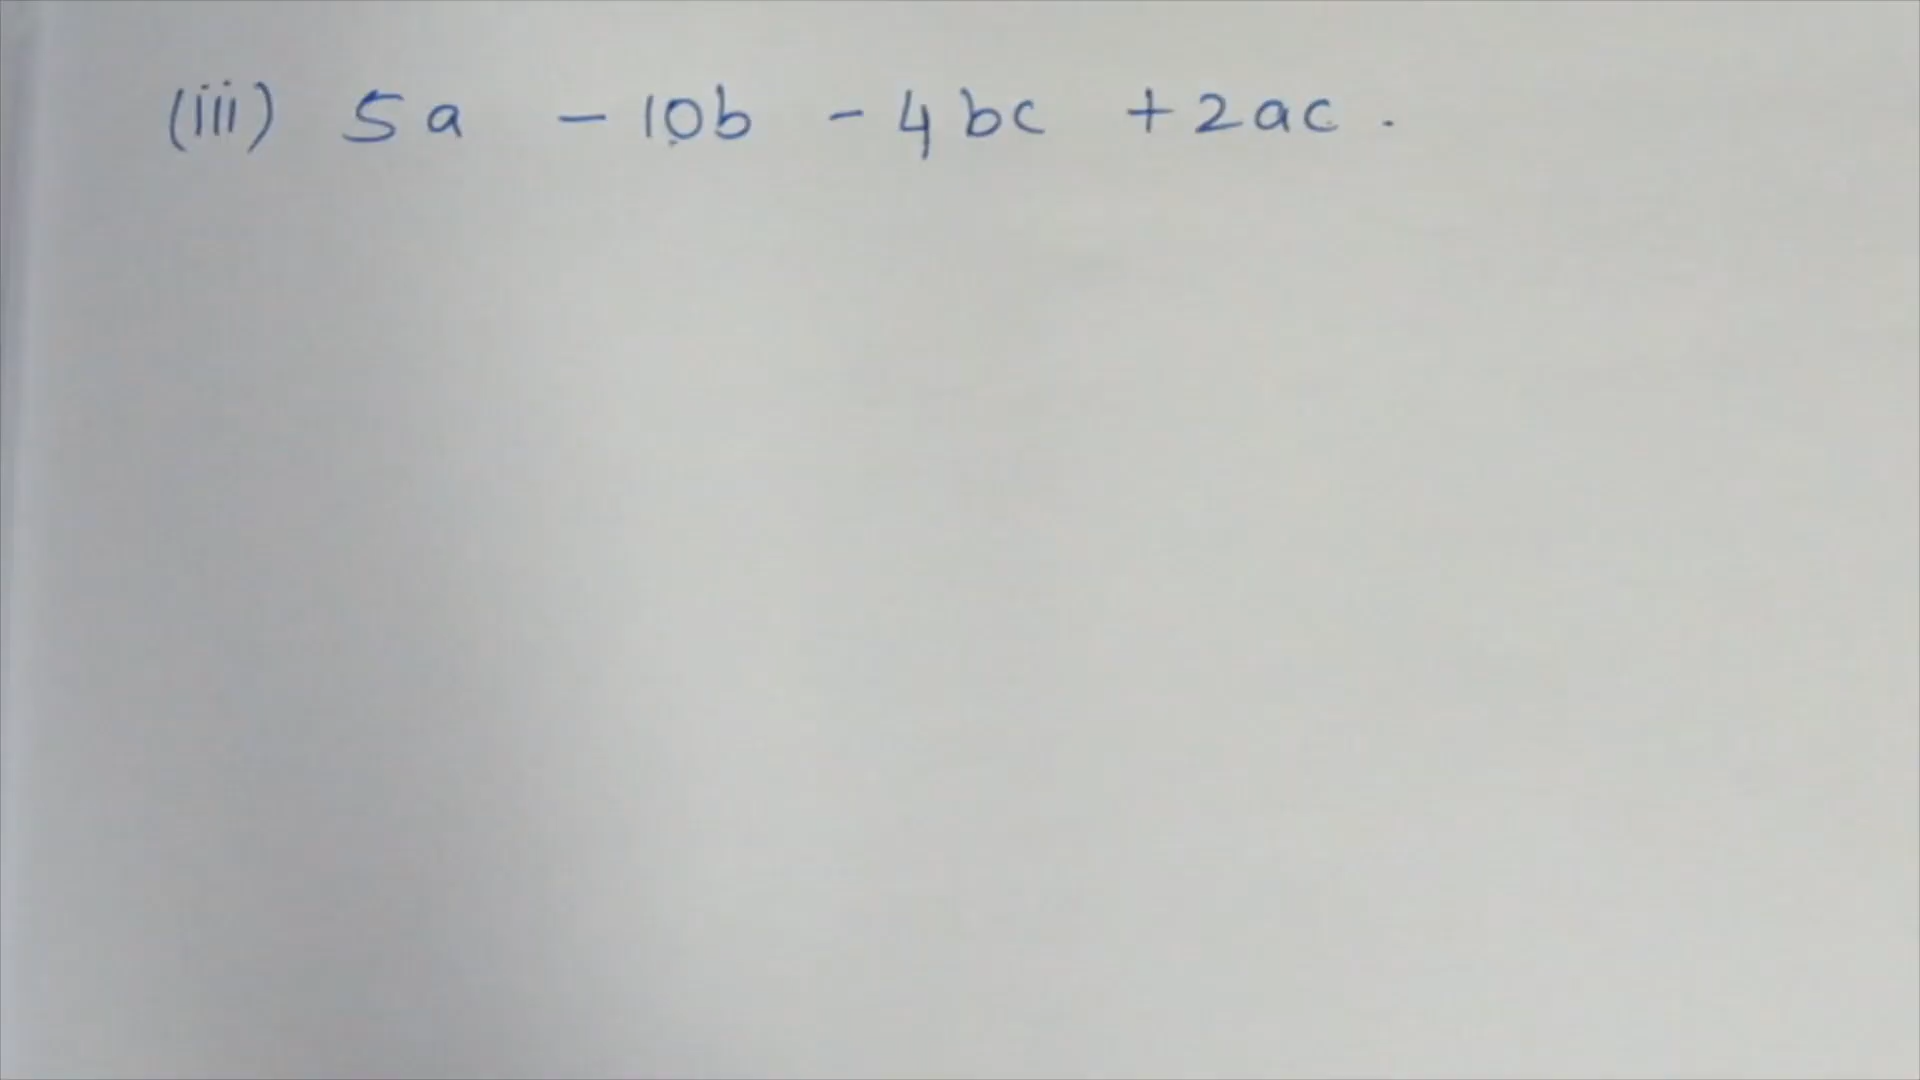 (iii) 5a - 10b - 4bc + 2ac.